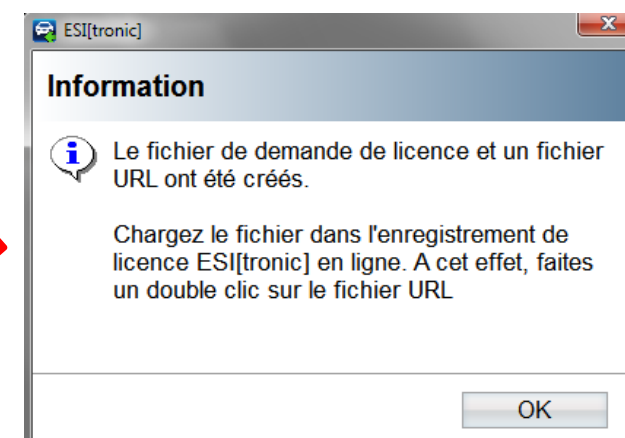 ESI[tronic]
Information
Le fichier de demande de licence et un fichier
URL ont été créés.
Chargez le fichier dans l'enregistrement de
licence ESI[tronic] en ligne. A cet effet, faites
un double clic sur le fichier URL
OK